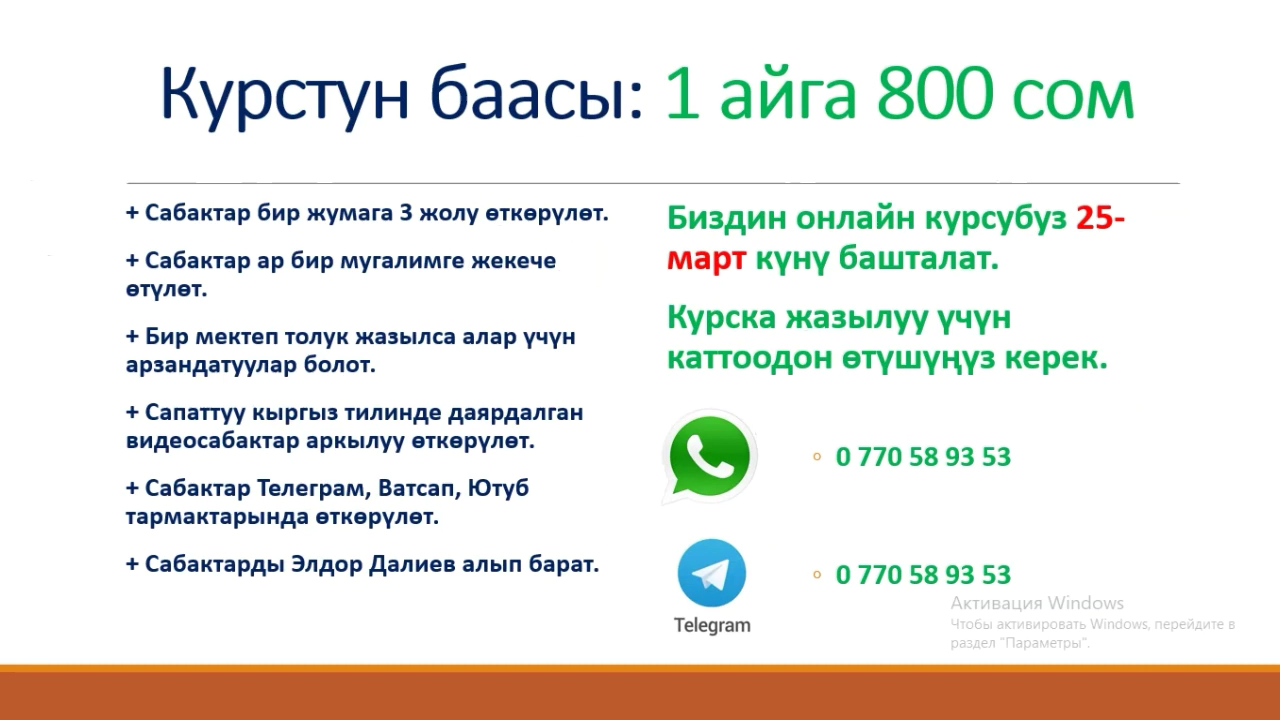 Курстун баасы: 1 айга 800 сом
+ Сабактар бир жумага 3 жолу өткөрүлөт.
+ Сабактар ар бир мугалимге жекече
өтүлөт.
+ Бир мектеп толук жазылса алар үчүн
арзандатуулар болот.
+ Сапаттуу кыргыз тилинде даярдалган
видеосабактар аркылуу өткөрүлөт.
+ Сабактар Телеграм, Ватсап, Ютуб
тармактарында өткөрүлөт.
+ Сабактарды Элдор Далиев алып барат.
Биздин онлайн курсубуз 25-
март күнү башталат.
Курска жазылуу үчүн
каттоодон өтүшүңүз керек.
0 770 58 93 53
0 770 58 93 53
Telegram
Активация Windows
Чтобы активировать Windows, перейдите в
раздел "Параметры".